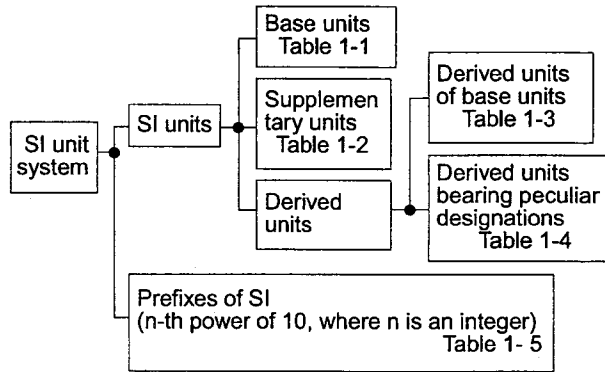 SI unit
system
SI units
Base units
Table 1-1
Supplemen
tary units
Table 1-2
Derived
units
Derived units
of base units
Table 1-3
Derived units
bearing peculiar
designations
Table 1-4
Prefixes of SI
(n-th power of 10, where n is an integer)
Table 1- 5